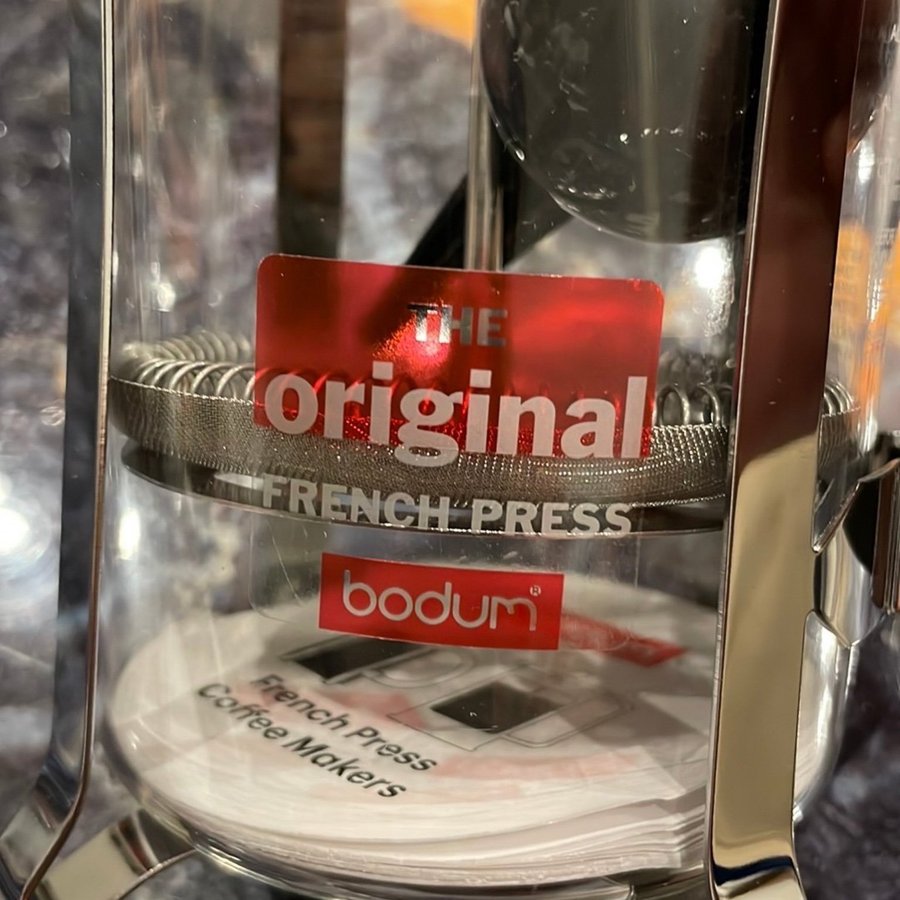 THE
original
FRENCH PRESS
bodum®
French Press
Coffee Makers